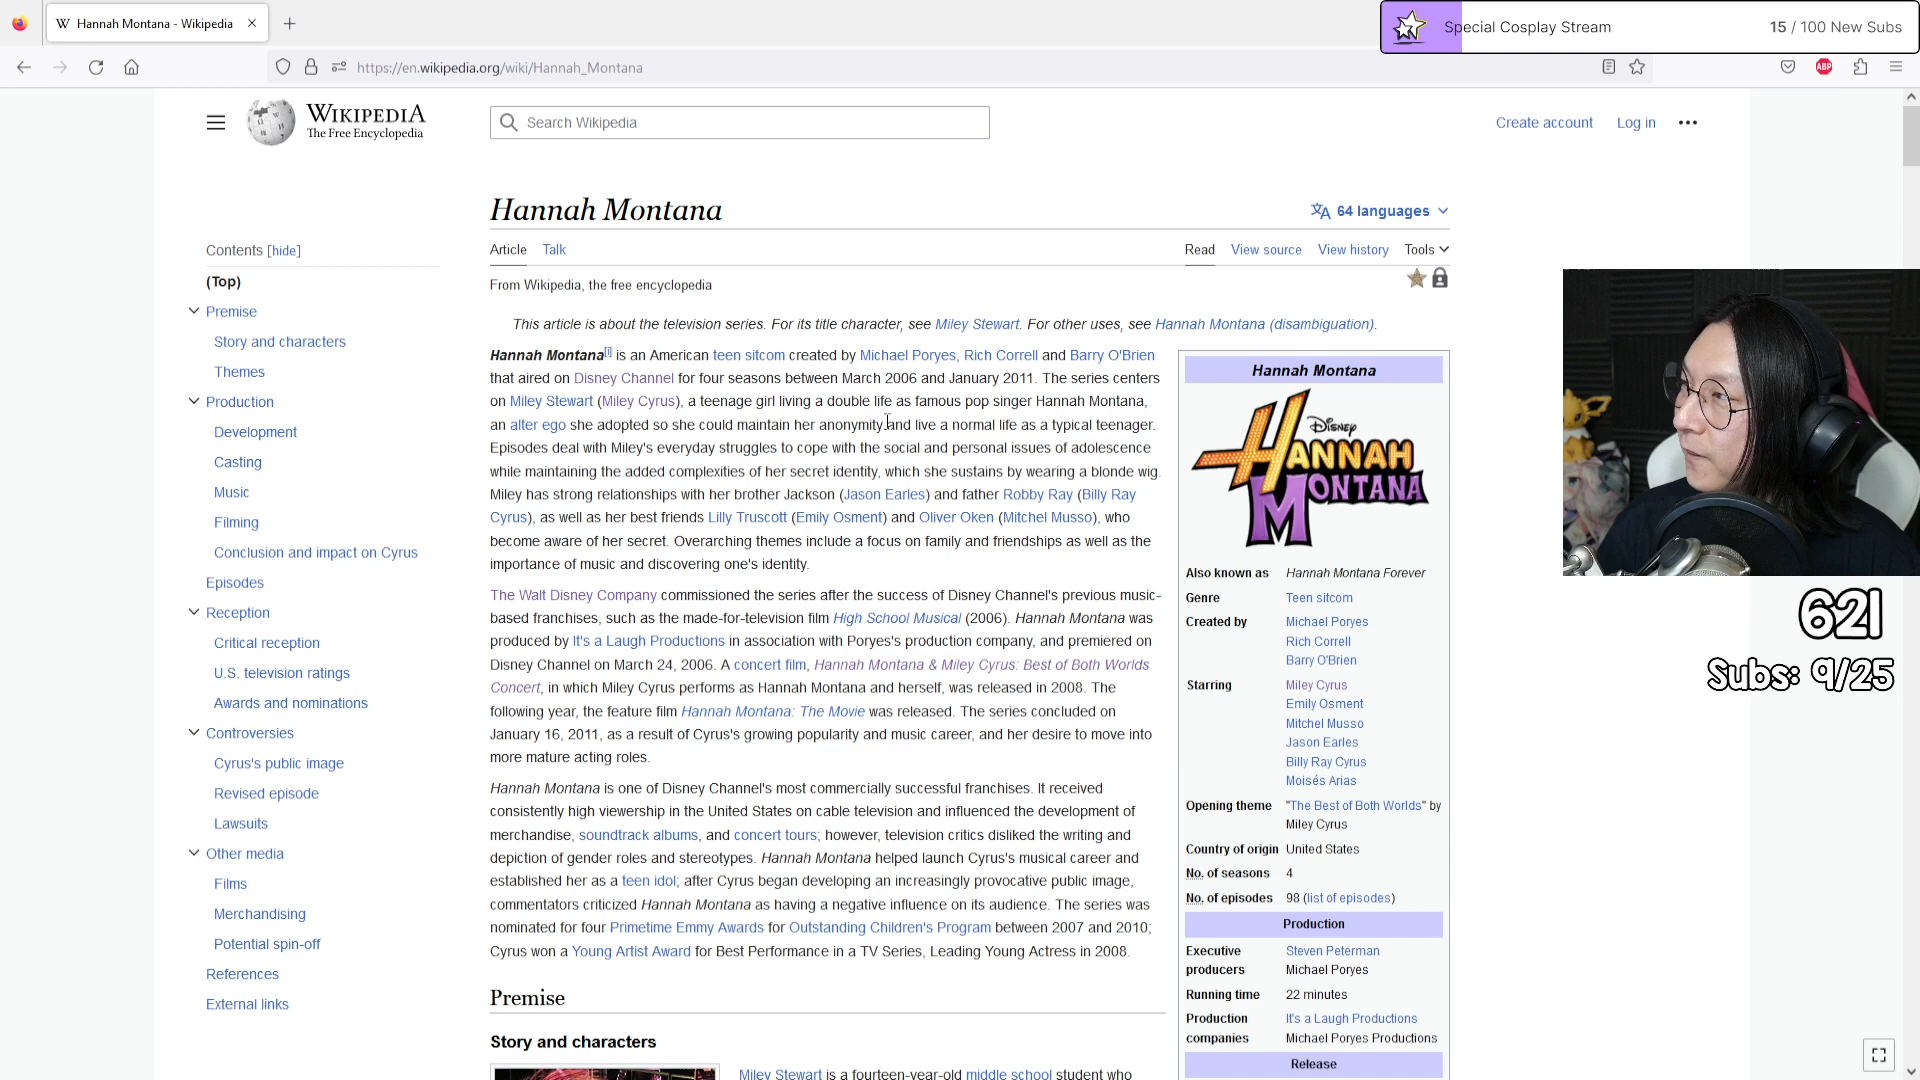 Hannah Montana - Wikipedia
Special Cosplay Stream
15 / 100 New Subs
https://en.wikipedia.org/wiki/Hannah_Montana
ABP
WIKIPEDIA
The Free Encyclopedia
Search Wikipedia
Create account
Log in
Hannah Montana
64 languages
Article
Talk
Read
View source
View history
Tools
Contents [hide]
(Top)
Premise
Story and characters
Themes
Production
Development
Casting
Music
Filming
Conclusion and impact on Cyrus
Episodes
Reception
Critical reception
U.S. television ratings
Awards and nominations
Controversies
Cyrus's public image
Revised episode
Lawsuits
Other media
Films
Merchandising
Potential spin-off
References
External links
From Wikipedia, the free encyclopedia
This article is about the television series. For its title character, see Miley Stewart. For other uses, see Hannah Montana (disambiguation).
Hannah Montana[i] is an American teen sitcom created by Michael Poryes, Rich Correll and Barry O'Brien
that aired on Disney Channel for four seasons between March 2006 and January 2011. The series centers
on Miley Stewart (Miley Cyrus), a teenage girl living a double life as famous pop singer Hannah Montana,
an alter ego she adopted so she could maintain her anonymity and live a normal life as a typical teenager.
Episodes deal with Miley's everyday struggles to cope with the social and personal issues of adolescence
while maintaining the added complexities of her secret identity, which she sustains by wearing a blonde wig.
Miley has strong relationships with her brother Jackson (Jason Earles) and father Robby Ray (Billy Ray
Cyrus), as well as her best friends Lilly Truscott (Emily Osment) and Oliver Oken (Mitchel Musso), who
become aware of her secret. Overarching themes include a focus on family and friendships as well as the
importance of music and discovering one's identity.
The Walt Disney Company commissioned the series after the success of Disney Channel's previous music-
based franchises, such as the made-for-television film High School Musical (2006). Hannah Montana was
produced by It's a Laugh Productions in association with Poryes's production company, and premiered on
Disney Channel on March 24, 2006. A concert film, Hannah Montana & Miley Cyrus: Best of Both Worlds
Concert, in which Miley Cyrus performs as Hannah Montana and herself, was released in 2008. The
following year, the feature film Hannah Montana: The Movie was released. The series concluded on
January 16, 2011, as a result of Cyrus's growing popularity and music career, and her desire to move into
more mature acting roles.
Hannah Montana is one of Disney Channel's most commercially successful franchises. It received
consistently high viewership in the United States on cable television and influenced the development of
merchandise, soundtrack albums, and concert tours; however, television critics disliked the writing and
depiction of gender roles and stereotypes. Hannah Montana helped launch Cyrus's musical career and
established her as a teen idol; after Cyrus began developing an increasingly provocative public image,
commentators criticized Hannah Montana as having a negative influence on its audience. The series was
nominated for four Primetime Emmy Awards for Outstanding Children's Program between 2007 and 2010;
Cyrus won a Young Artist Award for Best Performance in a TV Series, Leading Young Actress in 2008.
Premise
Story and characters
Miley Stewart is a fourteen-year-old middle school student who
Hannah Montana
Disney
HANNAH
MONTANA
Also known as Hannah Montana Forever
Genre Teen sitcom
Created by Michael Poryes
Rich Correll
Barry O'Brien
Starring Miley Cyrus
Emily Osment
Mitchel Musso
Jason Earles
Billy Ray Cyrus
Moisés Arias
Opening theme "The Best of Both Worlds" by
Miley Cyrus
Country of origin United States
No. of seasons 4
No. of episodes 98 (list of episodes)
Production
Executive Steven Peterman
producers Michael Poryes
Running time 22 minutes
Production It's a Laugh Productions
companies Michael Poryes Productions
Release
621
Subs: 9/25